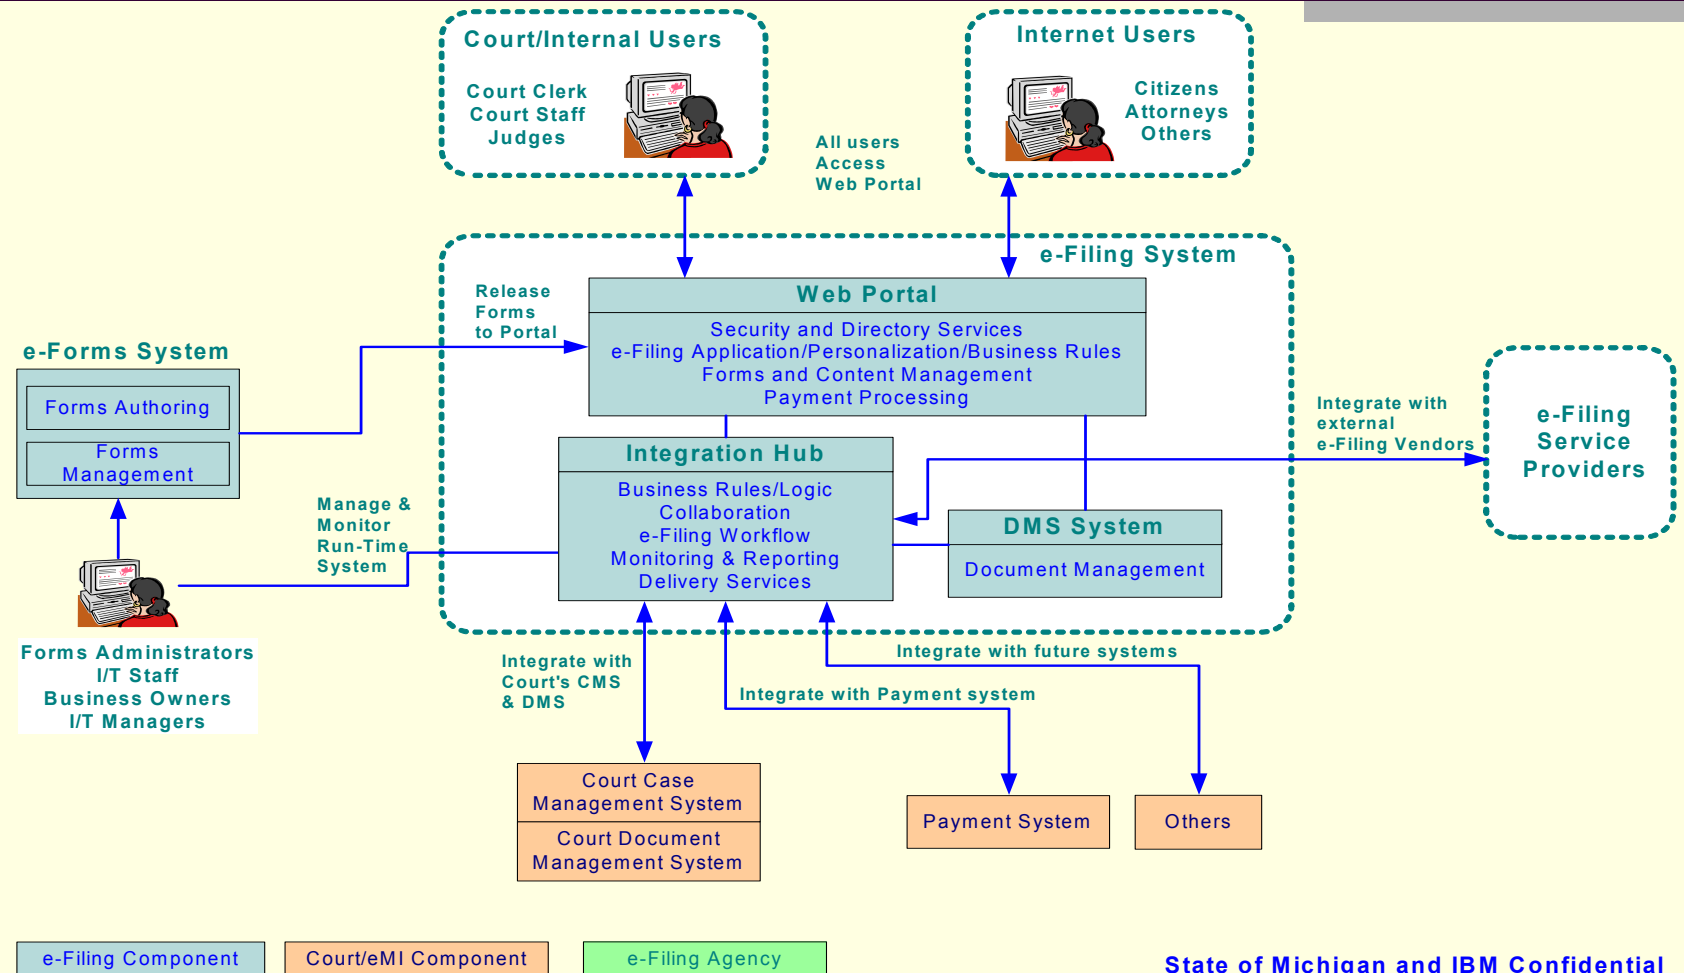 Court/Internal Users
Court Clerk
Court Staff
Judges
Internet Users
Citizens
Attorneys
Others
All users
Access
Web Portal
e-Filing System
Release
Forms
to Portal
Web Portal
Security and Directory Services
e-Filing Application/Personalization/Business Rules
Forms and Content Management
Payment Processing
e-Forms System
Forms Authoring
Forms
Management
Integrate with
external
e-Filing Vendors
e-Filing
Service
Providers
Integration Hub
Business Rules/Logic
Collaboration
e-Filing Workflow
Monitoring & Reporting
Delivery Services
DMS System
Document Management
Manage &
Monitor
Run-Time
System
Forms Administrators
I/T Staff
Business Owners
I/T Managers
Integrate with
Court's CMS
& DMS
Integrate with Payment system
Integrate with future systems
Court Case
Management System
Court Document
Management System
Payment System
Others
e-Filing Component
Court/eMI Component
e-Filing Agency
State of Michigan and IBM Confidential